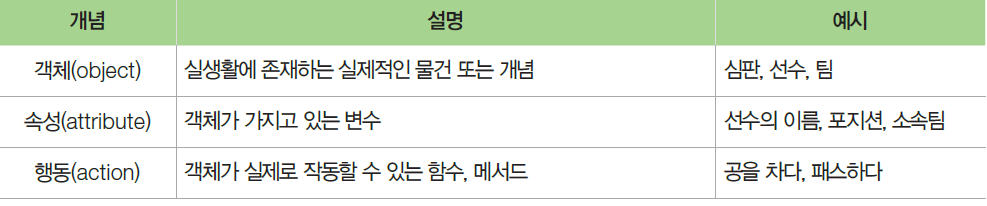 개념 설명 예시
객체(object) 실생활에 존재하는 실제적인 물건 또는 개념 심판, 선수, 팀
속성(attribute) 객체가 가지고 있는 변수 선수의 이름, 포지션, 소속팀
행동(action) 객체가 실제로 작동할 수 있는 함수, 메서드 공을 차다, 패스하다